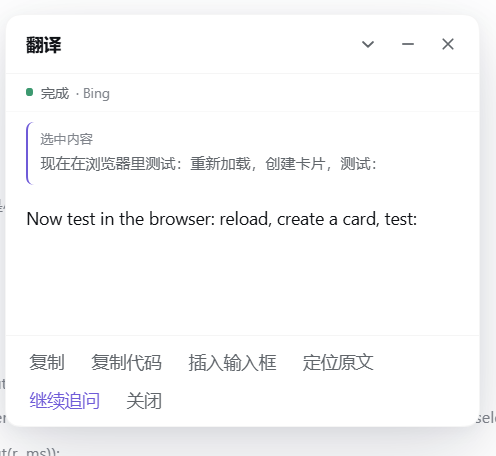 翻译
完成 · Bing
选中内容
现在在浏览器里测试：重新加载，创建卡片，测试：
Now test in the browser: reload, create a card, test:
复制 复制代码 插入输入框 定位原文
继续追问 关闭
t(r, ms));